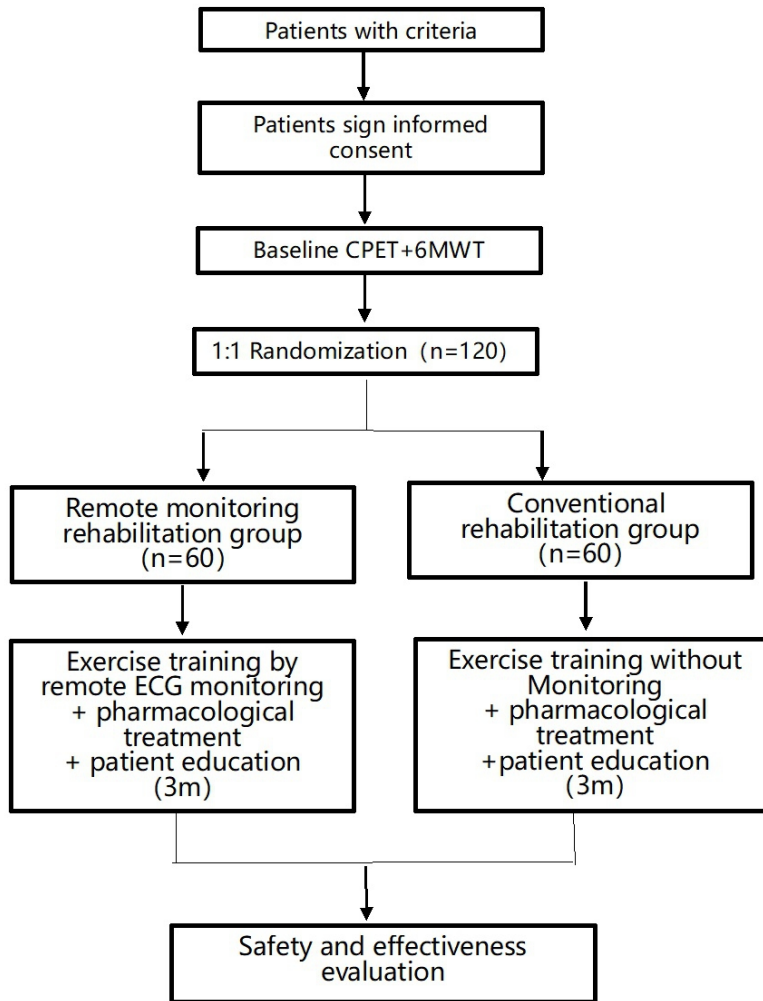 Patients with criteria
Patients sign informed
consent
Baseline CPET+6MWT
1:1 Randomization (n=120)
Remote monitoring
rehabilitation group
(n=60)
Conventional
rehabilitation group
(n=60)
Exercise training by
remote ECG monitoring
+ pharmacological
treatment
+ patient education
(3m)
Exercise training without
Monitoring
+ pharmacological
treatment
+patient education
(3m)
Safety and effectiveness
evaluation